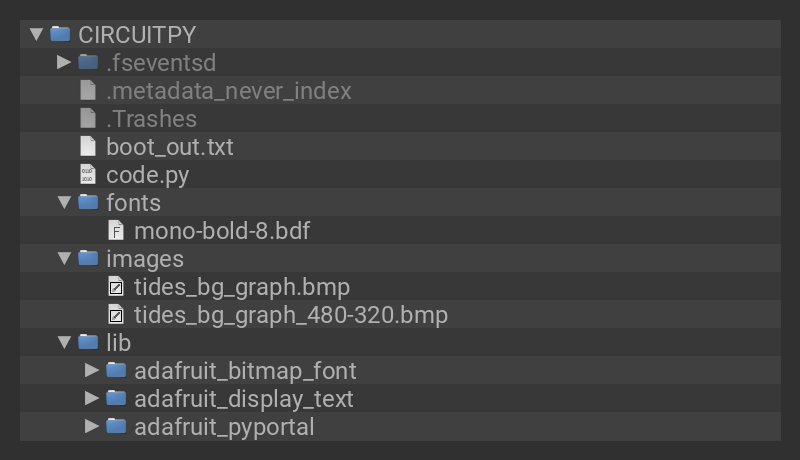 CIRCUITPY
.fseventsd
.metadata_never_index
.Trashes
boot_out.txt
code.py
fonts
mono-bold-8.bdf
images
tides_bg_graph.bmp
tides_bg_graph_480-320.bmp
lib
adafruit_bitmap_font
adafruit_display_text
adafruit_pyportal